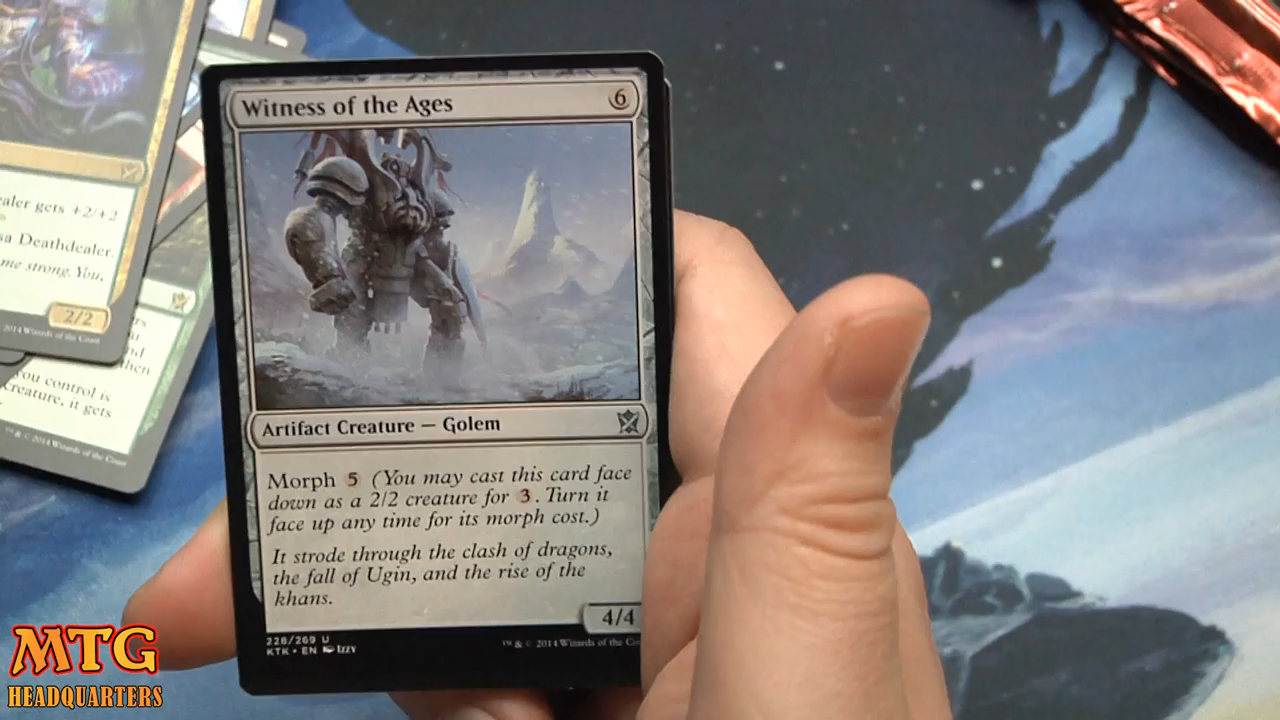 Witness of the Ages 6
Artifact Creature — Golem
Morph 5 (You may cast this card face
down as a 2/2 creature for 3. Turn it
face up any time for its morph cost.)
It strode through the clash of dragons,
the fall of Ugin, and the rise of the
khans.
4/4
228/269 U
KTK • EN Izzy
™ & © 2014 Wizards of the
gets +2/+2
Deathdealer.
me strong. You,
2/2
2014 Wizards of the Coast
you control is
creature, it gets
™ & © 2014 Wizards of the Coast
MTG
HEADQUARTERS